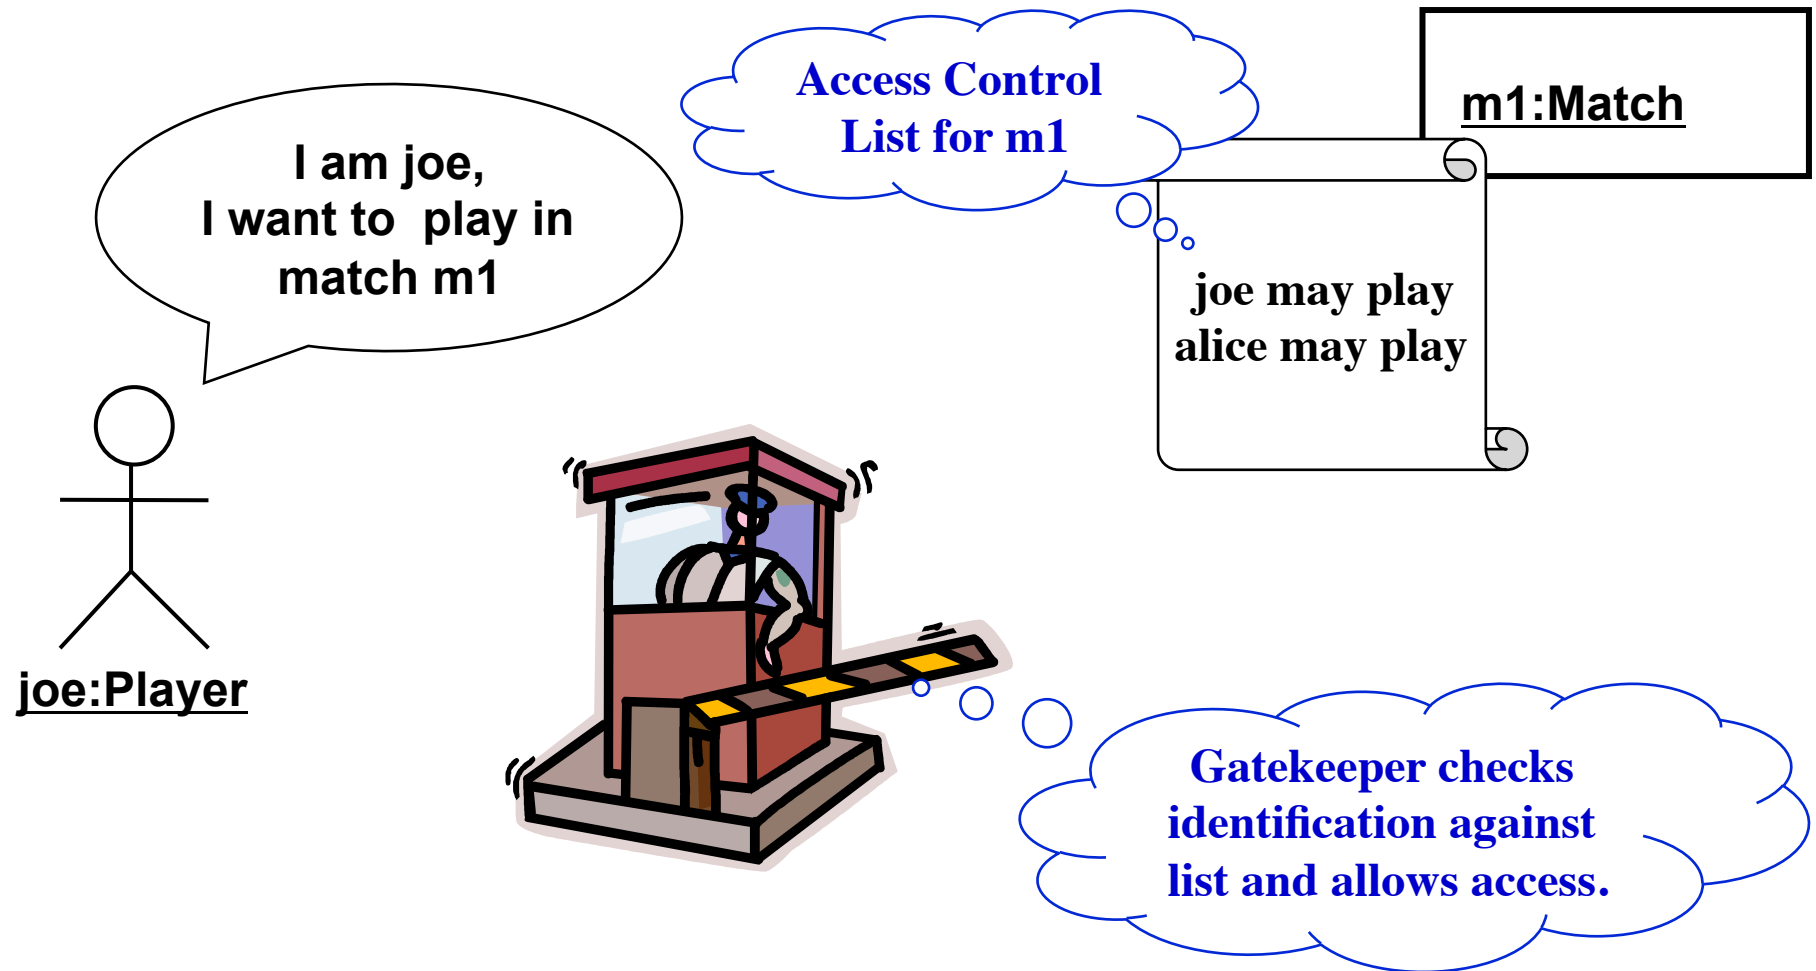 I am joe,
I want to  play in
match m1
Access Control
List for m1
m1:Match
joe may play
alice may play
joe:Player
Gatekeeper checks
identification against
list and allows access.